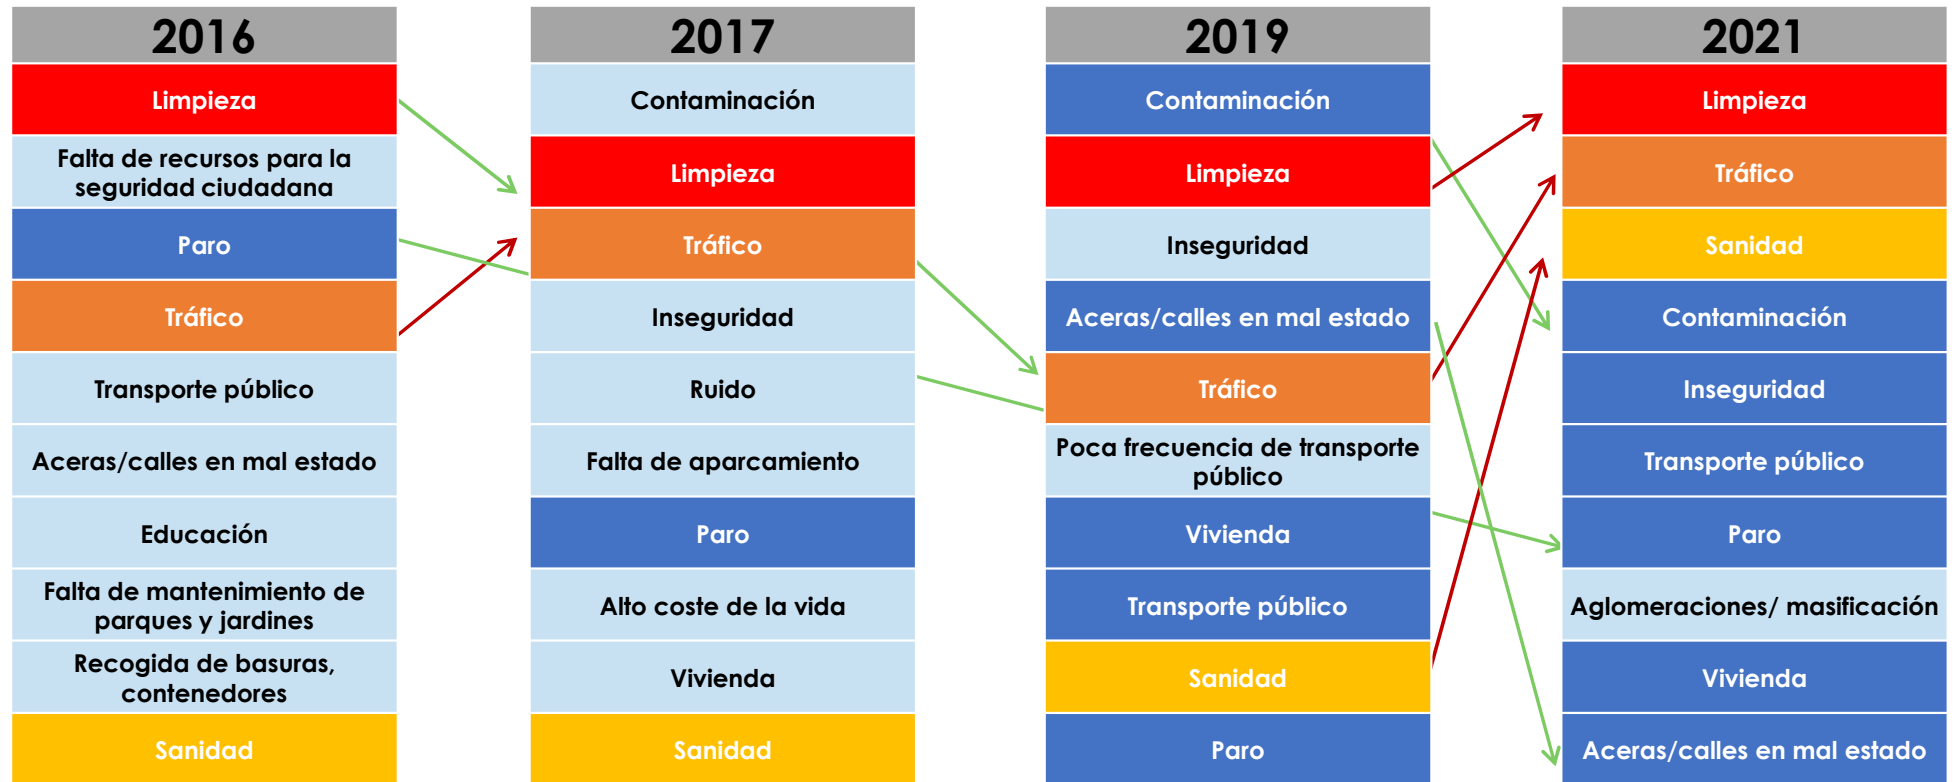 2016
Limpieza
Falta de recursos para la
seguridad ciudadana
Paro
Tráfico
Transporte público
Aceras/calles en mal estado
Educación
Falta de mantenimiento de
parques y jardines
Recogida de basuras,
contenedores
Sanidad
2017
Contaminación
Limpieza
Tráfico
Inseguridad
Ruido
Falta de aparcamiento
Paro
Alto coste de la vida
Vivienda
Sanidad
2019
Contaminación
Limpieza
Inseguridad
Aceras/calles en mal estado
Tráfico
Poca frecuencia de transporte
público
Vivienda
Transporte público
Sanidad
Paro
2021
Limpieza
Tráfico
Sanidad
Contaminación
Inseguridad
Transporte público
Paro
Aglomeraciones/ masificación
Vivienda
Aceras/calles en mal estado